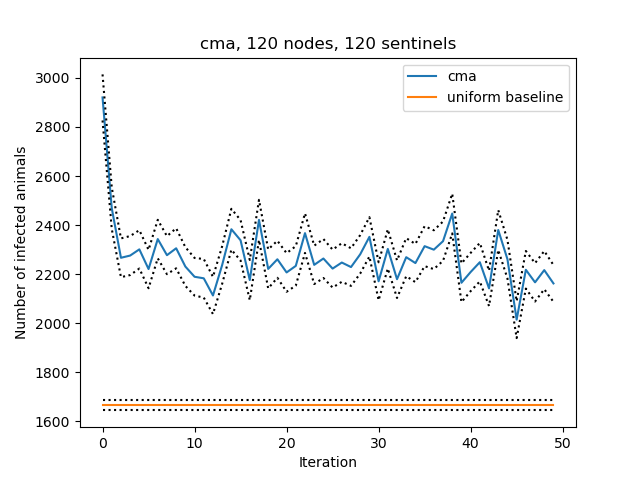 cma, 120 nodes, 120 sentinels
cma
uniform baseline
Number of infected animals
3000
2800
2600
2400
2200
2000
1800
1600
0 10 20 30 40 50
Iteration